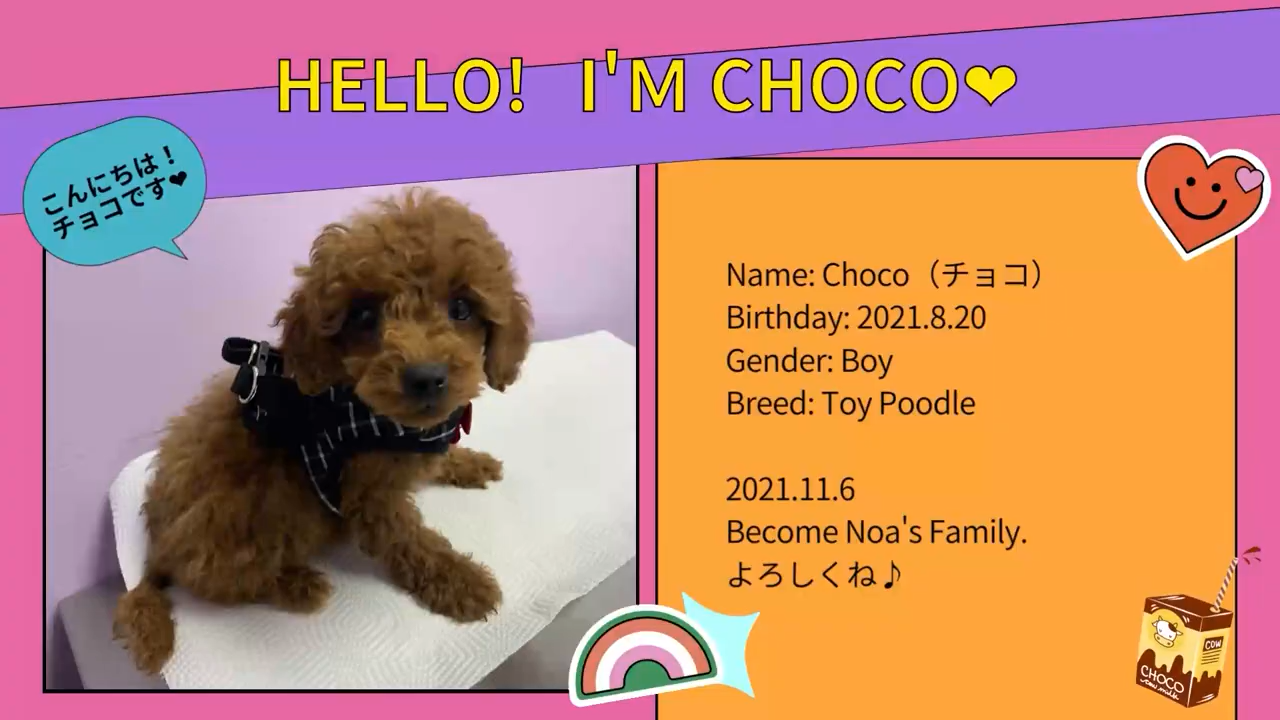 HELLO! I'M CHOCO❤
こんにちは！
チョコです❤
Name: Choco（チョコ）
Birthday: 2021.8.20
Gender: Boy
Breed: Toy Poodle
2021.11.6
Become Noa's Family.
よろしくね♪
COW
CHOCO
cow milk